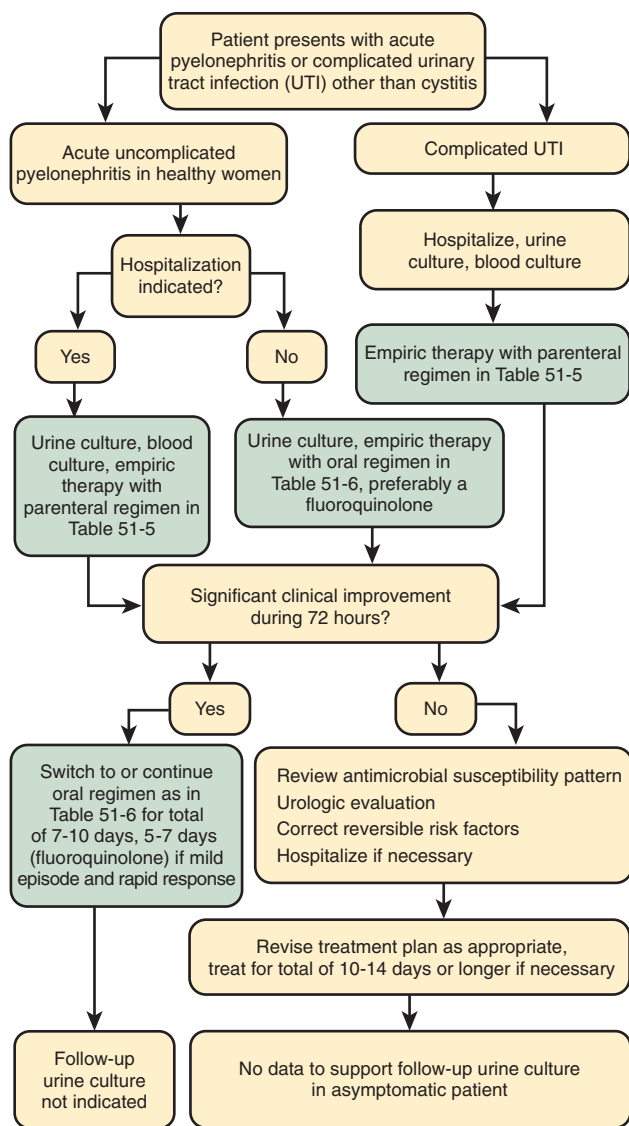 Patient presents with acute
pyelonephritis or complicated urinary
tract infection (UTI) other than cystitis
Acute uncomplicated
pyelonephritis in healthy women
Complicated UTI
Hospitalization
indicated?
Hospitalize, urine
culture, blood culture
Yes
No
Empiric therapy with parenteral
regimen in Table 51-5
Urine culture, blood
culture, empiric
therapy with
parenteral regimen in
Table 51-5
Urine culture, empiric therapy
with oral regimen in
Table 51-6, preferably a
fluoroquinolone
Significant clinical improvement
during 72 hours?
Yes
No
Switch to or continue
oral regimen as in
Table 51-6 for total
of 7-10 days, 5-7 days
(fluoroquinolone) if mild
episode and rapid response
Review antimicrobial susceptibility pattern
Urologic evaluation
Correct reversible risk factors
Hospitalize if necessary
Revise treatment plan as appropriate,
treat for total of 10-14 days or longer if necessary
Follow-up
urine culture
not indicated
No data to support follow-up urine culture
in asymptomatic patient